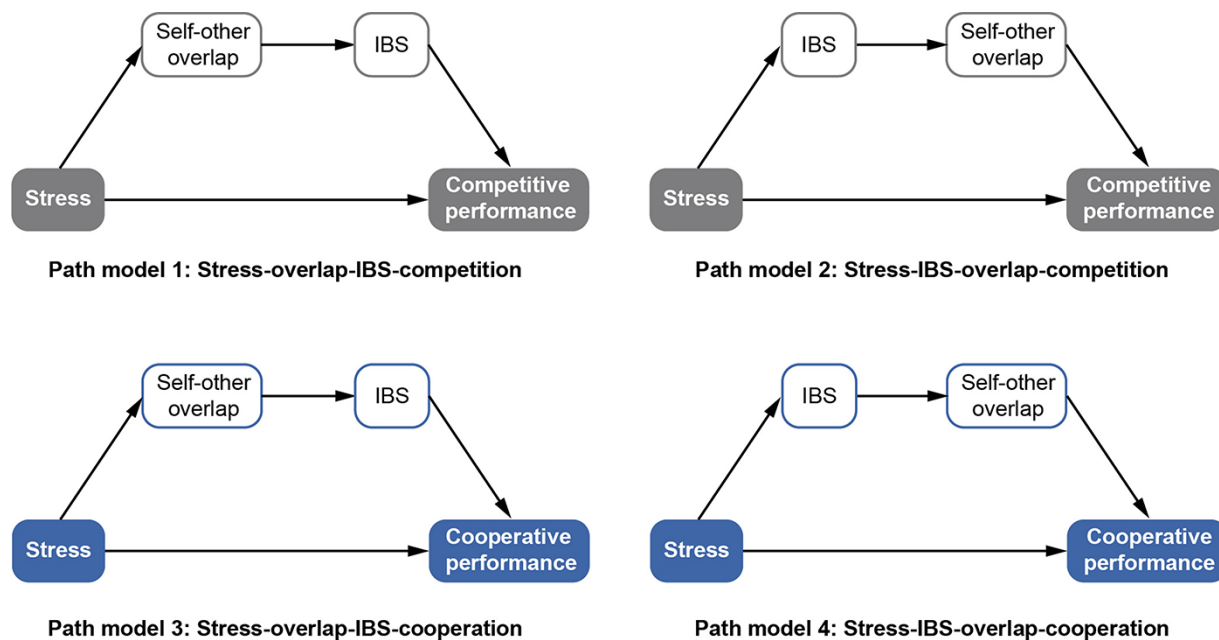 Self-other
overlap
IBS
Stress
Competitive
performance
Path model 1: Stress-overlap-IBS-competition
IBS
Self-other
overlap
Stress
Competitive
performance
Path model 2: Stress-IBS-overlap-competition
Self-other
overlap
IBS
Stress
Cooperative
performance
Path model 3: Stress-overlap-IBS-cooperation
IBS
Self-other
overlap
Stress
Cooperative
performance
Path model 4: Stress-IBS-overlap-cooperation